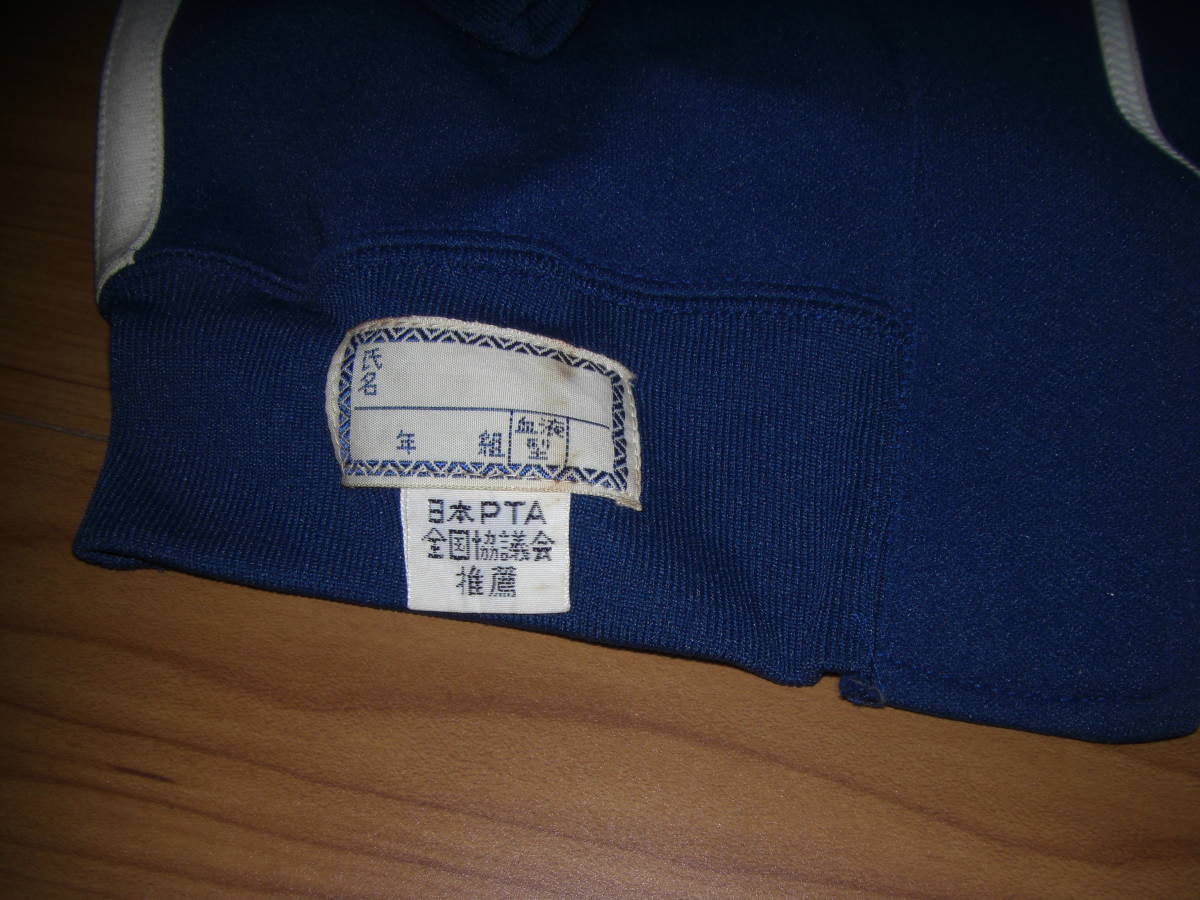 氏名
年 組 血液型
日本PTA
全国協議会
推薦